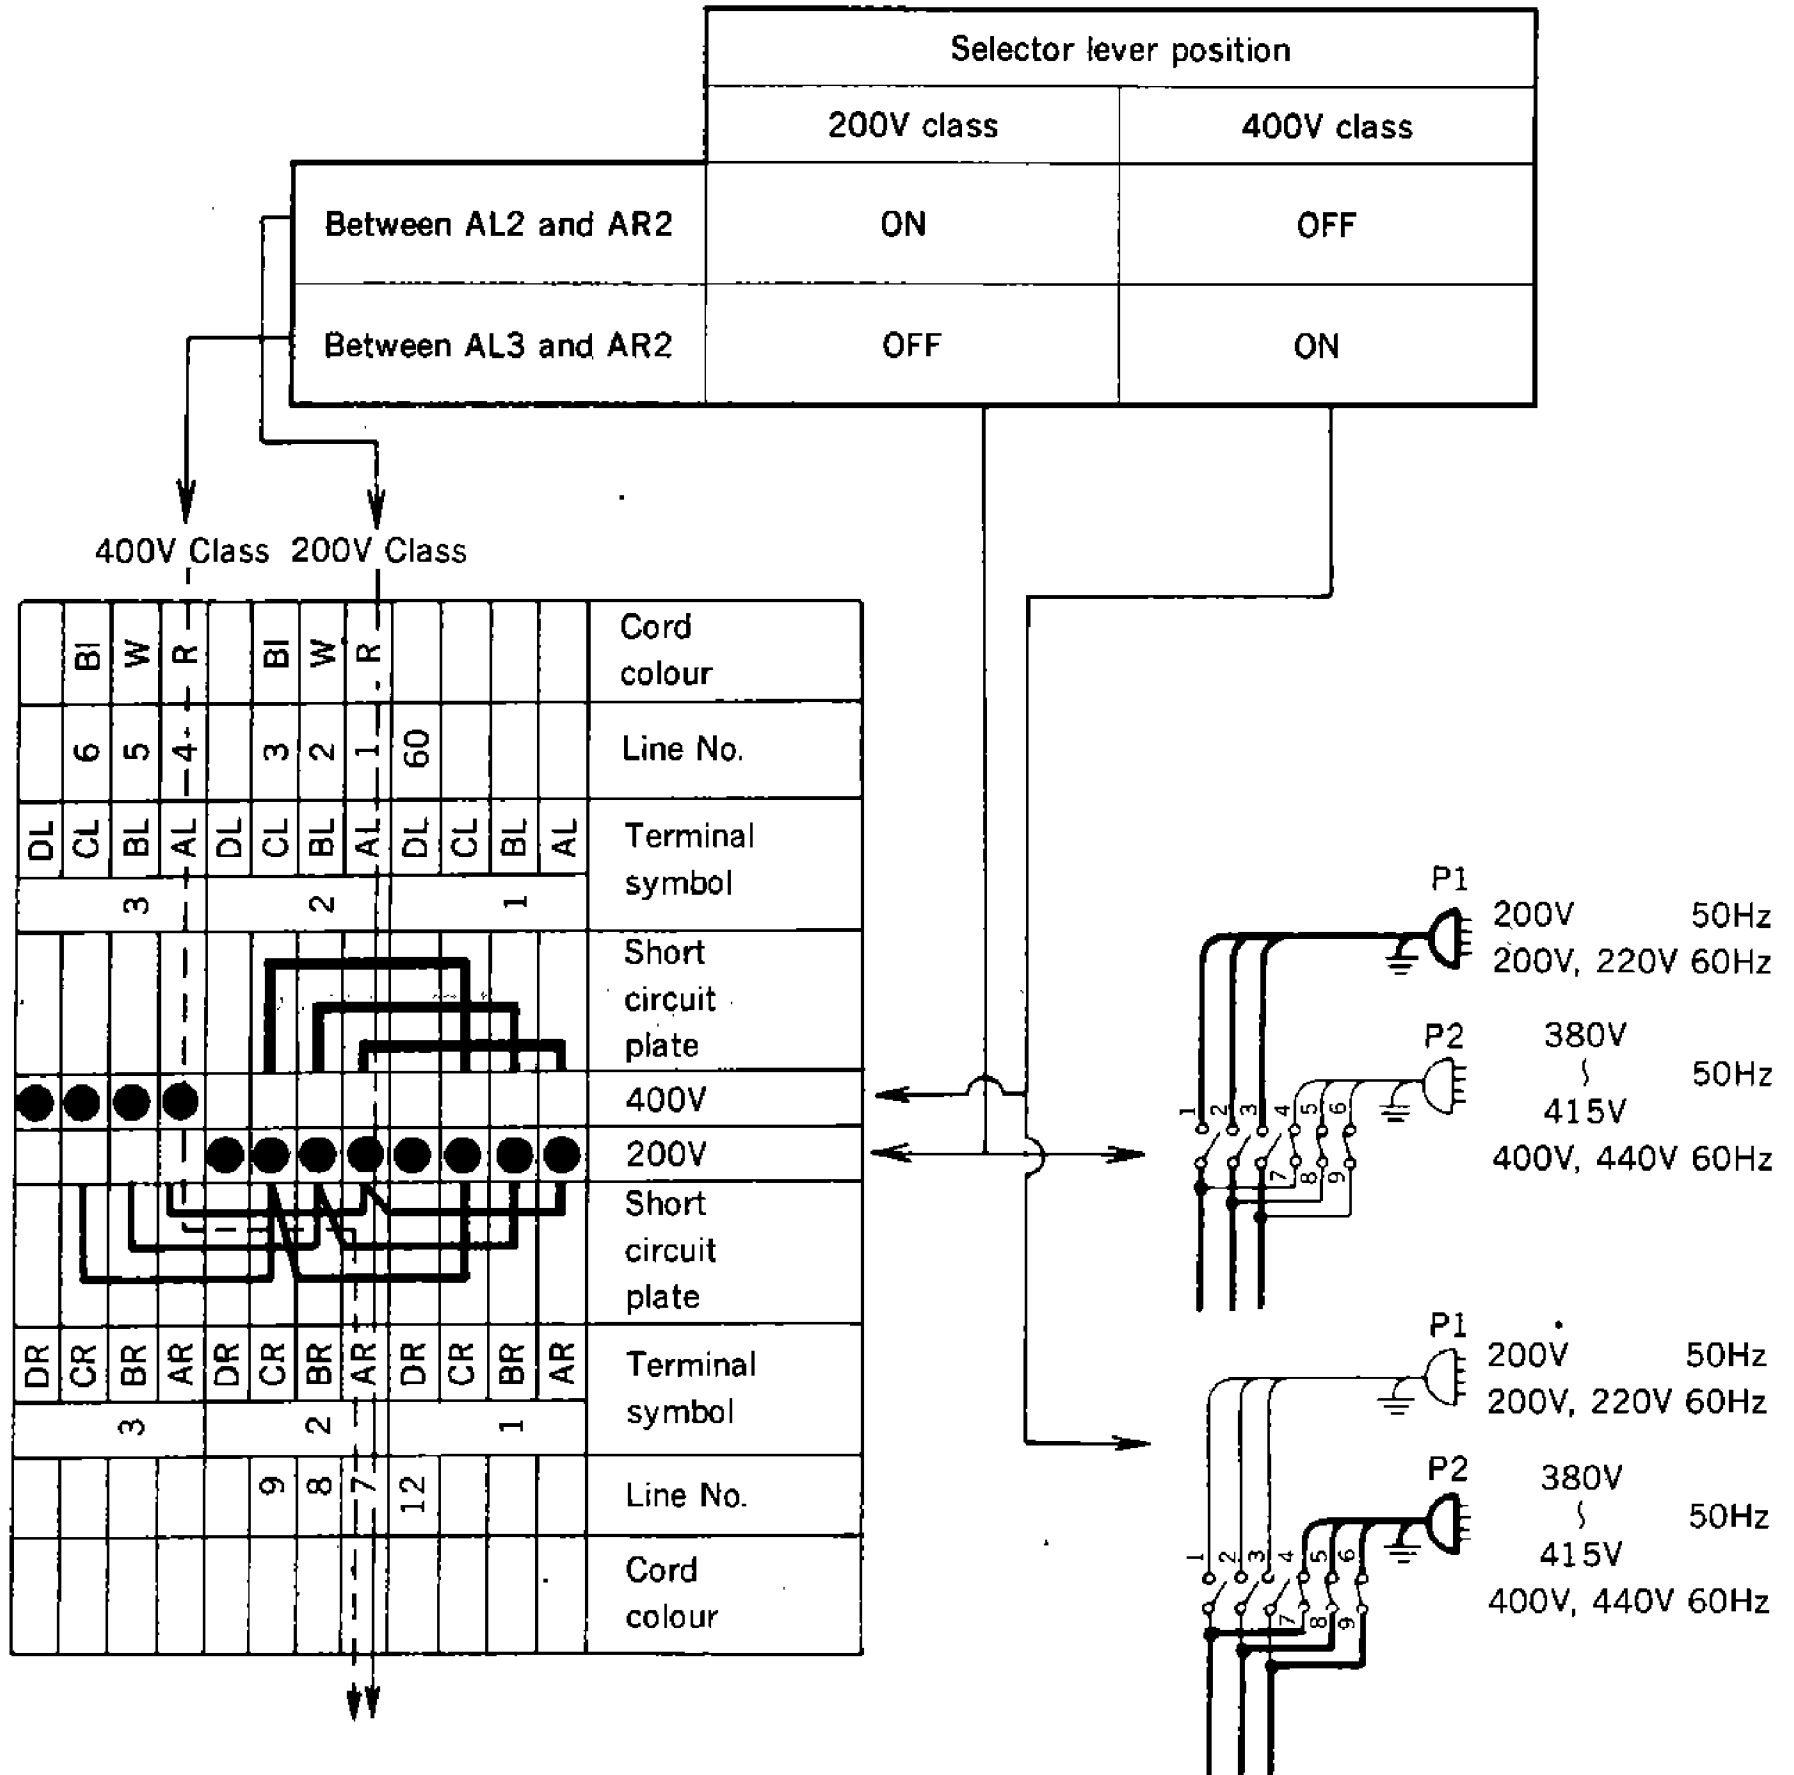 Selector lever position
200V class 400V class
Between AL2 and AR2 ON OFF
Between AL3 and AR2 OFF ON
400V Class 200V Class
Bl W R Bl W R Cord
colour
6 5 4 3 2 1 60 Line No.
DL CL BL AL DL CL BL AL DL CL BL AL Terminal
symbol
3 2 1
Short
circuit
plate
400V
200V
Short
circuit
plate
DR CR BR AR DR CR BR AR DR CR BR AR Terminal
symbol
3 2 1
9 8 7 12 Line No.
Cord
colour
P1
200V 50Hz
200V, 220V 60Hz
P2 380V
~ 50Hz
415V
400V, 440V 60Hz
1 2 3 4 5 6
7 8 9
P1
200V 50Hz
200V, 220V 60Hz
P2 380V
~ 50Hz
415V
400V, 440V 60Hz
1 2 3 4 5 6
7 8 9